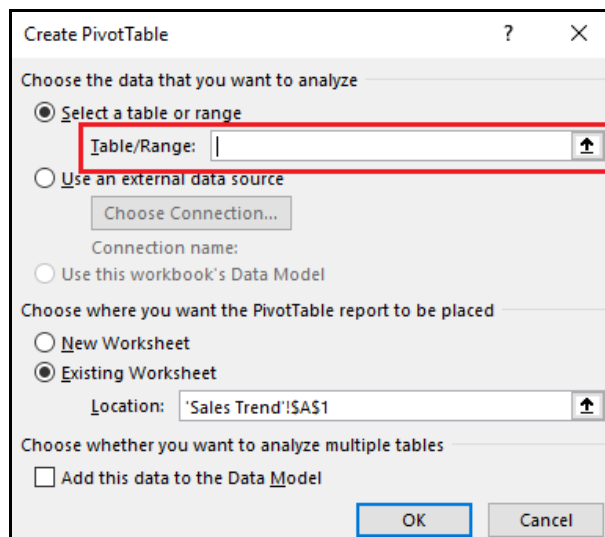 Create PivotTable ?
Choose the data that you want to analyze
Select a table or range
Table/Range:
Use an external data source
Choose Connection...
Connection name:
Use this workbook's Data Model
Choose where you want the PivotTable report to be placed
New Worksheet
Existing Worksheet
Location: 'Sales Trend'!$A$1
Choose whether you want to analyze multiple tables
Add this data to the Data Model
OK Cancel